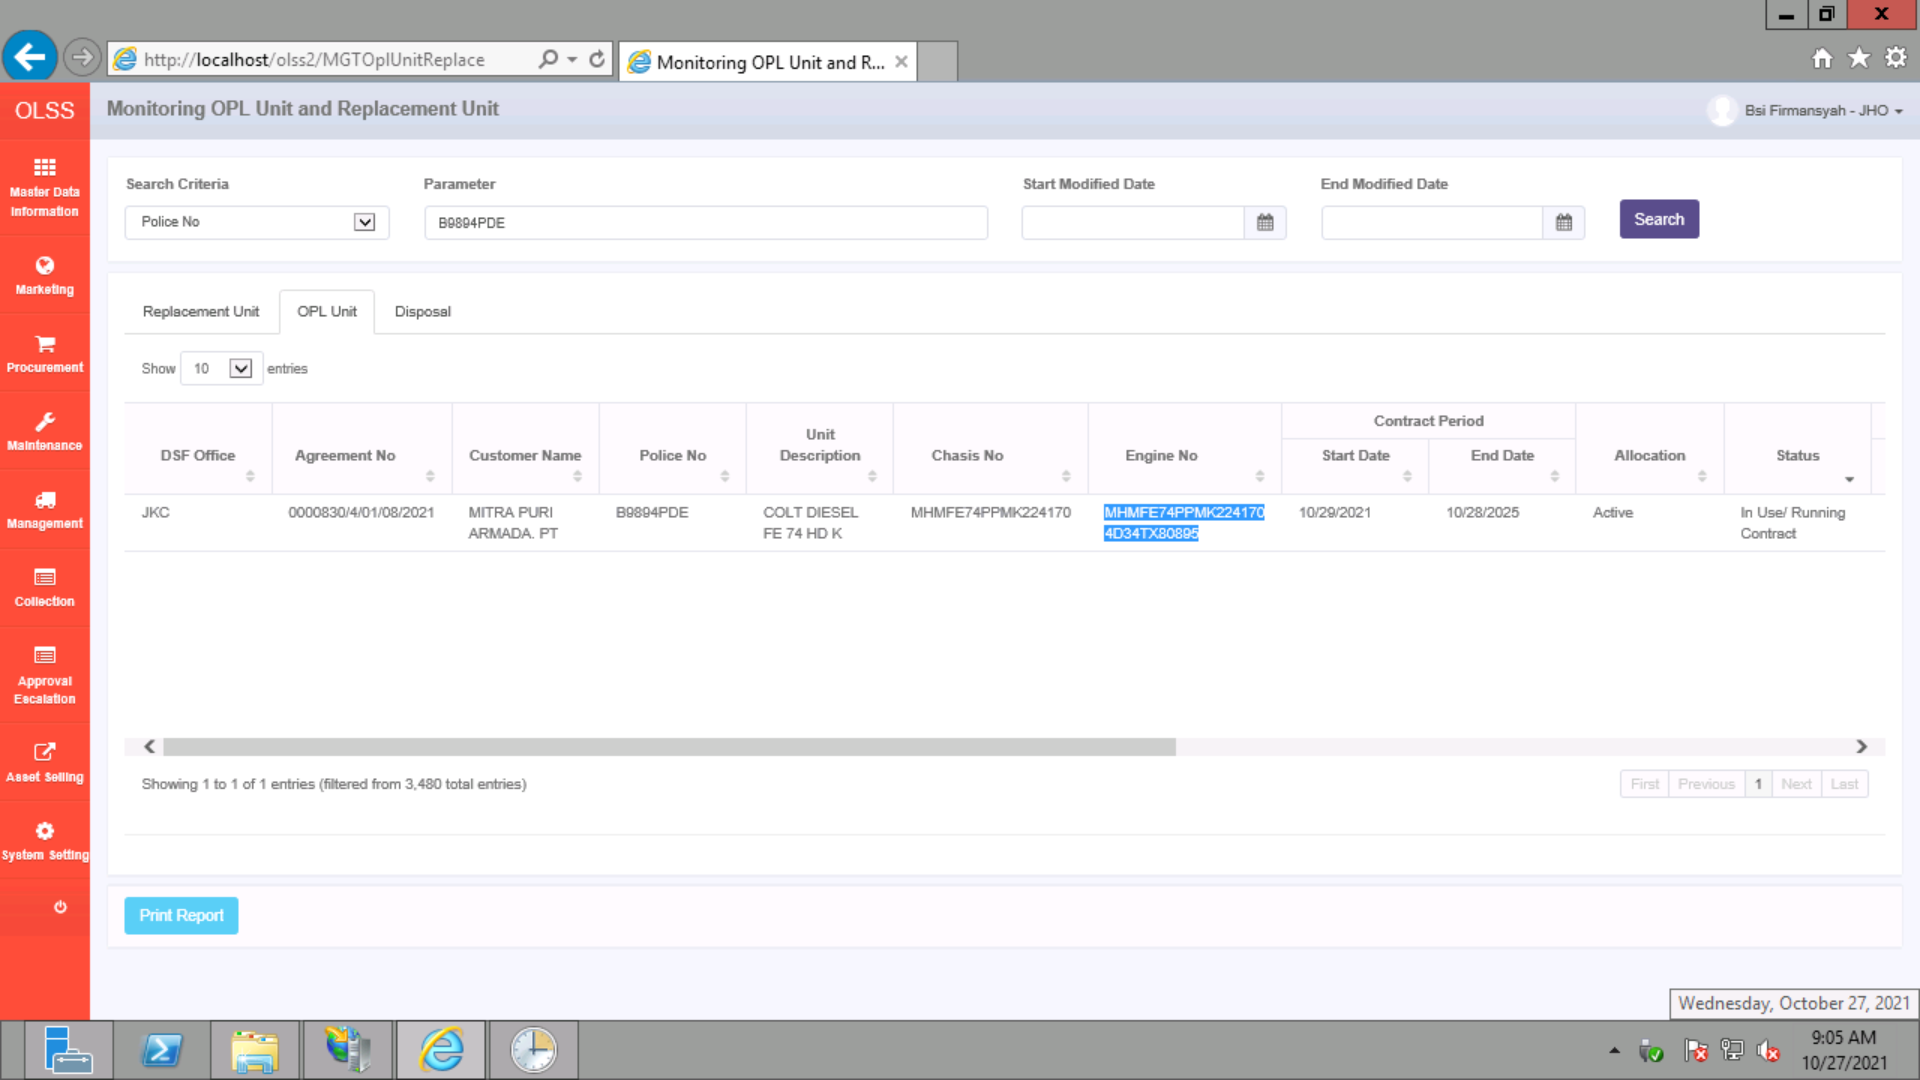 http://localhost/olss2/MGTOplUnitReplace
Monitoring OPL Unit and R...
OLSS
Monitoring OPL Unit and Replacement Unit
Bsi Firmansyah - JHO
Master Data
Information
Marketing
Procurement
Maintenance
Management
Collection
Approval
Escalation
Asset Selling
System Setting
Search Criteria
Parameter
Start Modified Date
End Modified Date
Police No
B9894PDE
Search
Replacement Unit
OPL Unit
Disposal
Show 10 entries
Contract Period
DSF Office
Agreement No
Customer Name
Police No
Unit
Description
Chasis No
Engine No
Start Date
End Date
Allocation
Status
JKC
0000830/4/01/08/2021
MITRA PURI
ARMADA. PT
B9894PDE
COLT DIESEL
FE 74 HD K
MHMFE74PPMK224170
MHMFE74PPMK224170
4D34TX80895
10/29/2021
10/28/2025
Active
In Use/ Running
Contract
Showing 1 to 1 of 1 entries (filtered from 3,480 total entries)
First Previous 1 Next Last
Print Report
Wednesday, October 27, 2021
9:05 AM
10/27/2021